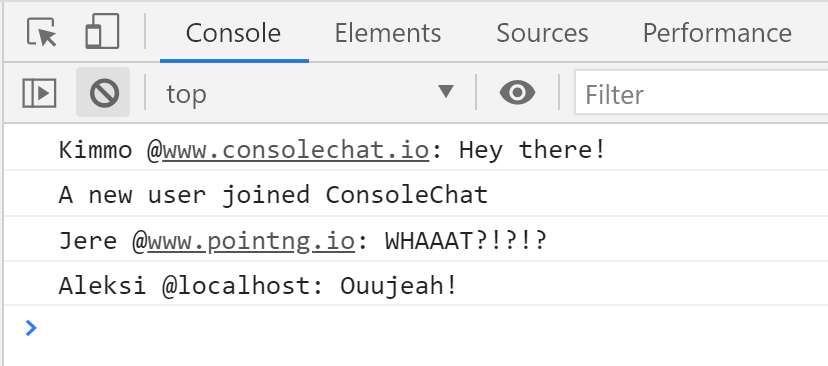 Console Elements Sources Performance
top Filter
Kimmo @www.consolechat.io: Hey there!
A new user joined ConsoleChat
Jere @www.pointng.io: WHAAAT?!?!?
Aleksi @localhost: Ouujeah!